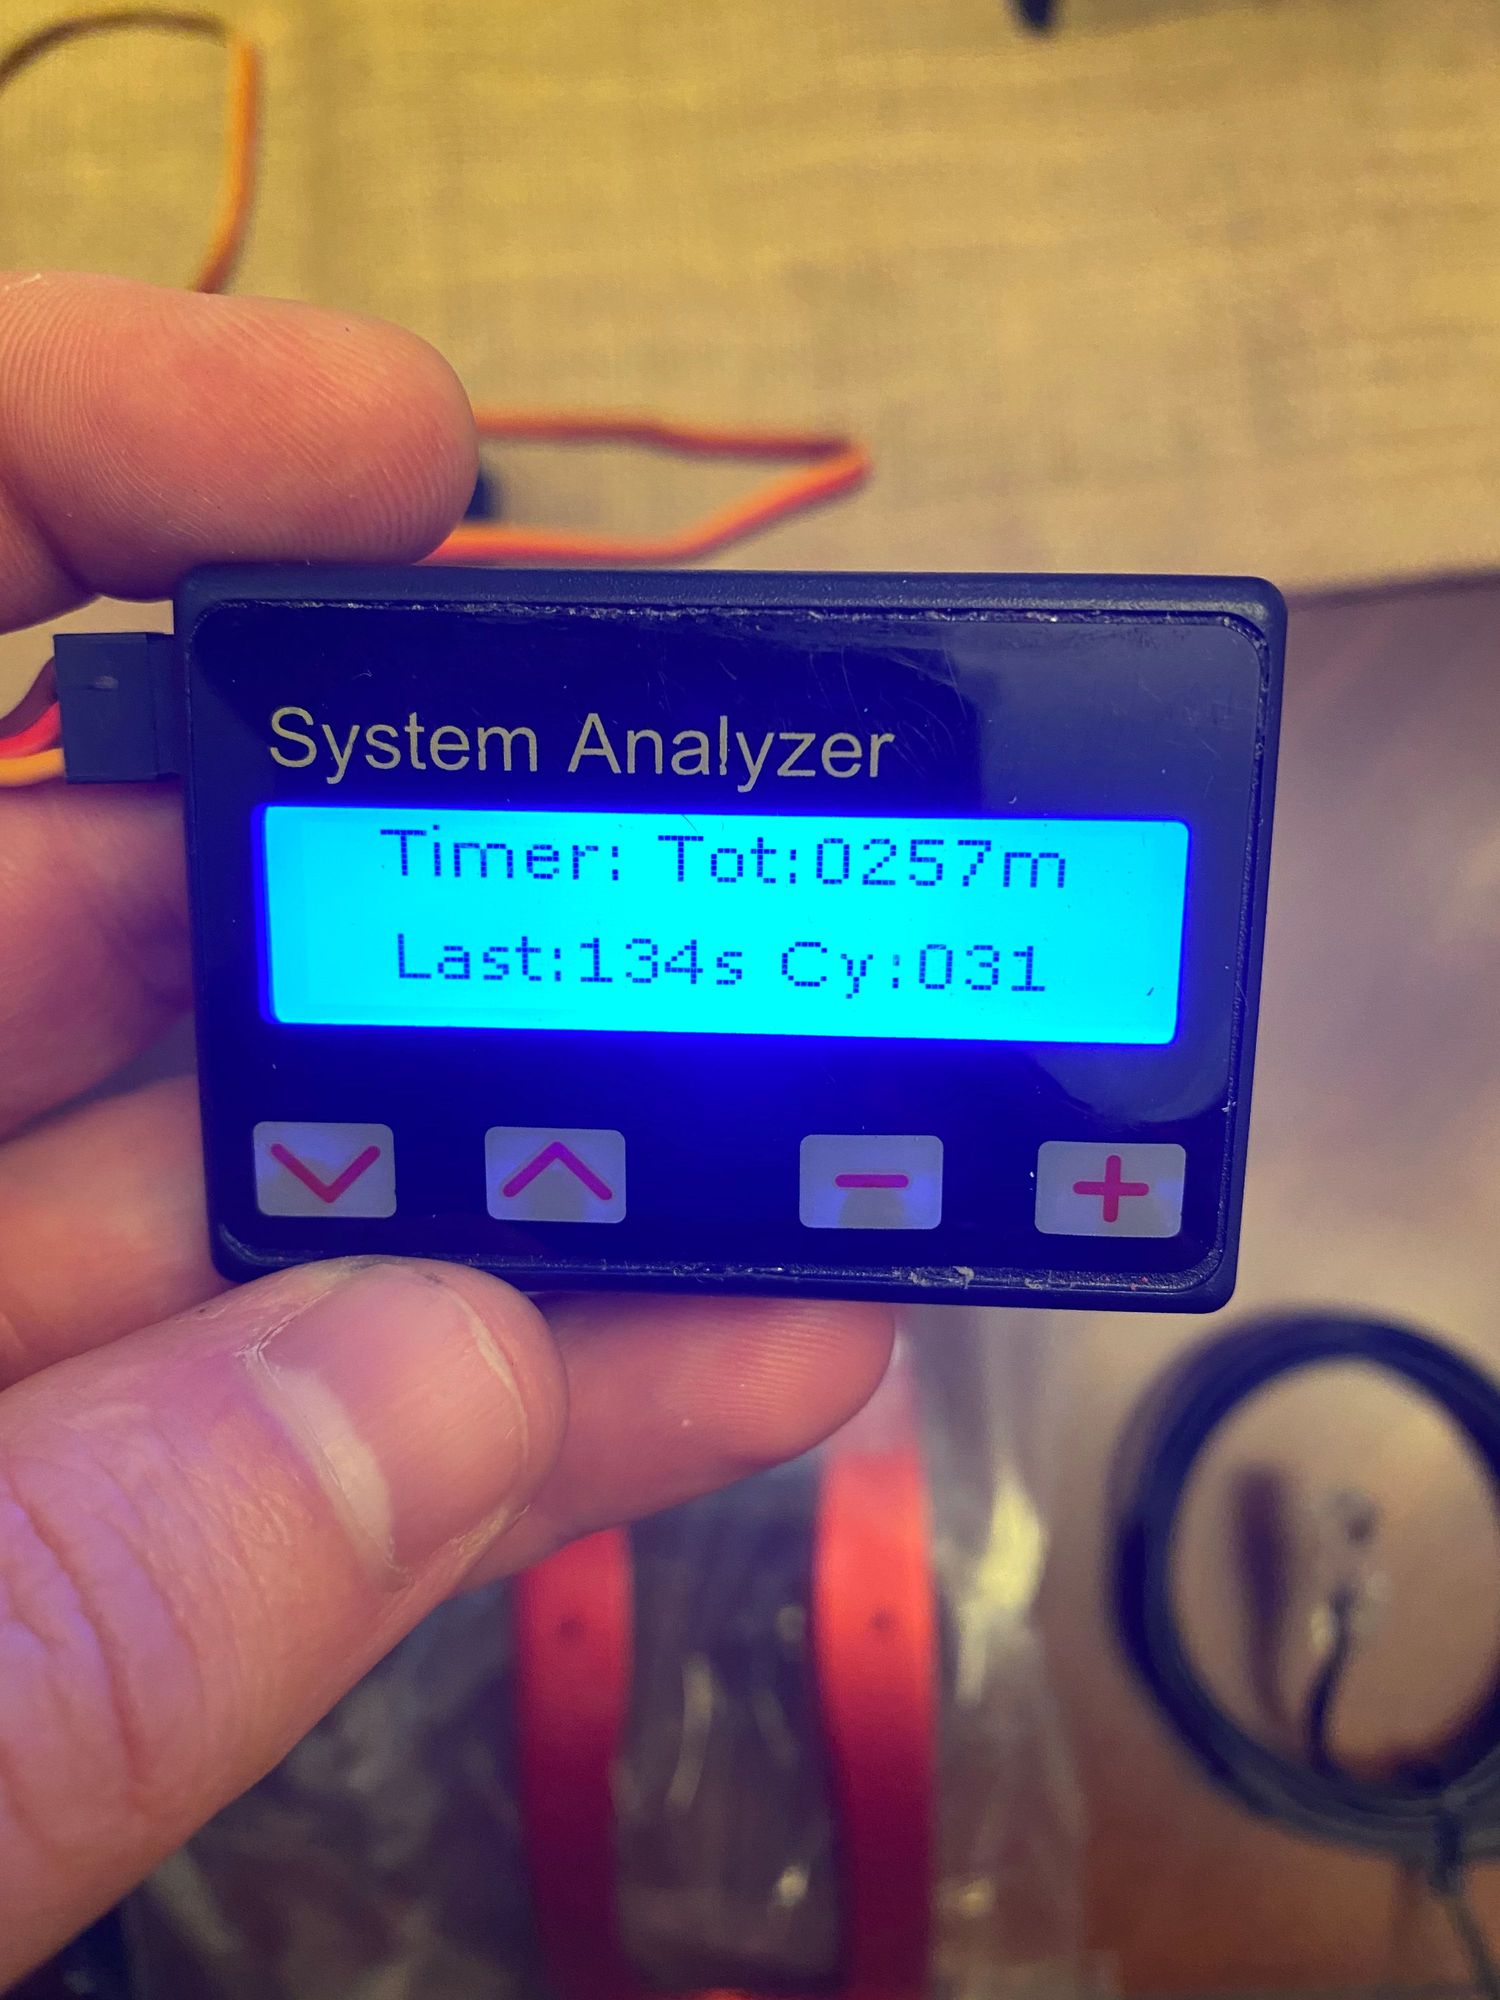 System Analyzer
Timer: Tot:0257m
Last:134s Cy:031